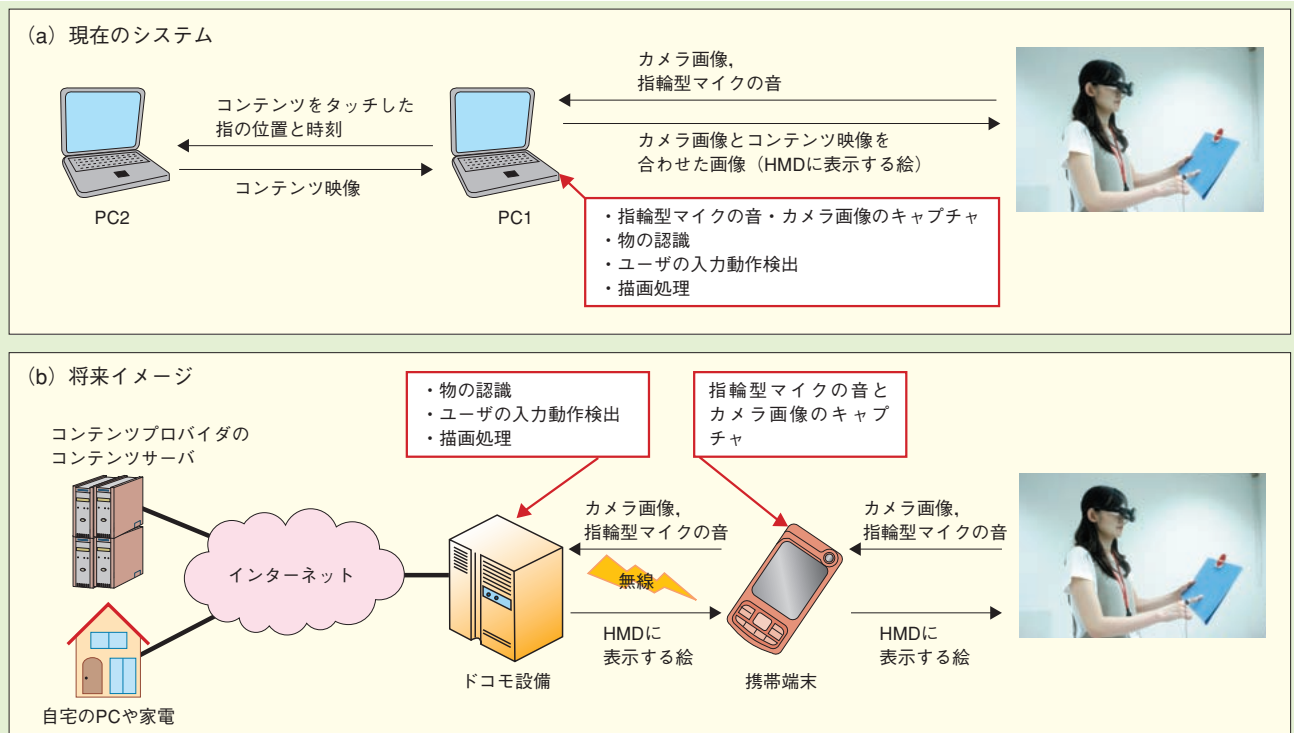 (a) 現在のシステム
カメラ画像,
指輪型マイクの音
コンテンツをタッチした
指の位置と時刻
カメラ画像とコンテンツ映像を
合わせた画像（HMDに表示する絵）
コンテンツ映像
PC2
PC1
・指輪型マイクの音・カメラ画像のキャプチャ
・物の認識
・ユーザの入力動作検出
・描画処理
(b) 将来イメージ
・物の認識
・ユーザの入力動作検出
・描画処理
指輪型マイクの音と
カメラ画像のキャプ
チャ
コンテンツプロバイダの
コンテンツサーバ
カメラ画像,
指輪型マイクの音
カメラ画像,
指輪型マイクの音
インターネット
無線
HMDに
表示する絵
HMDに
表示する絵
ドコモ設備
携帯端末
自宅のPCや家電